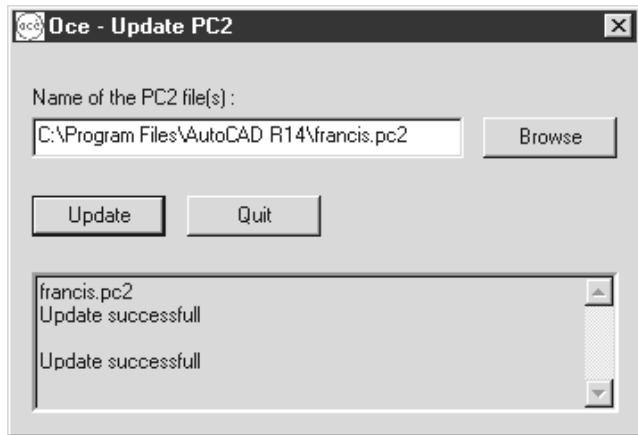 océ Oce - Update PC2
Name of the PC2 file(s) :
C:\Program Files\AutoCAD R14\francis.pc2 Browse
Update Quit
francis.pc2
Update successfull
Update successfull